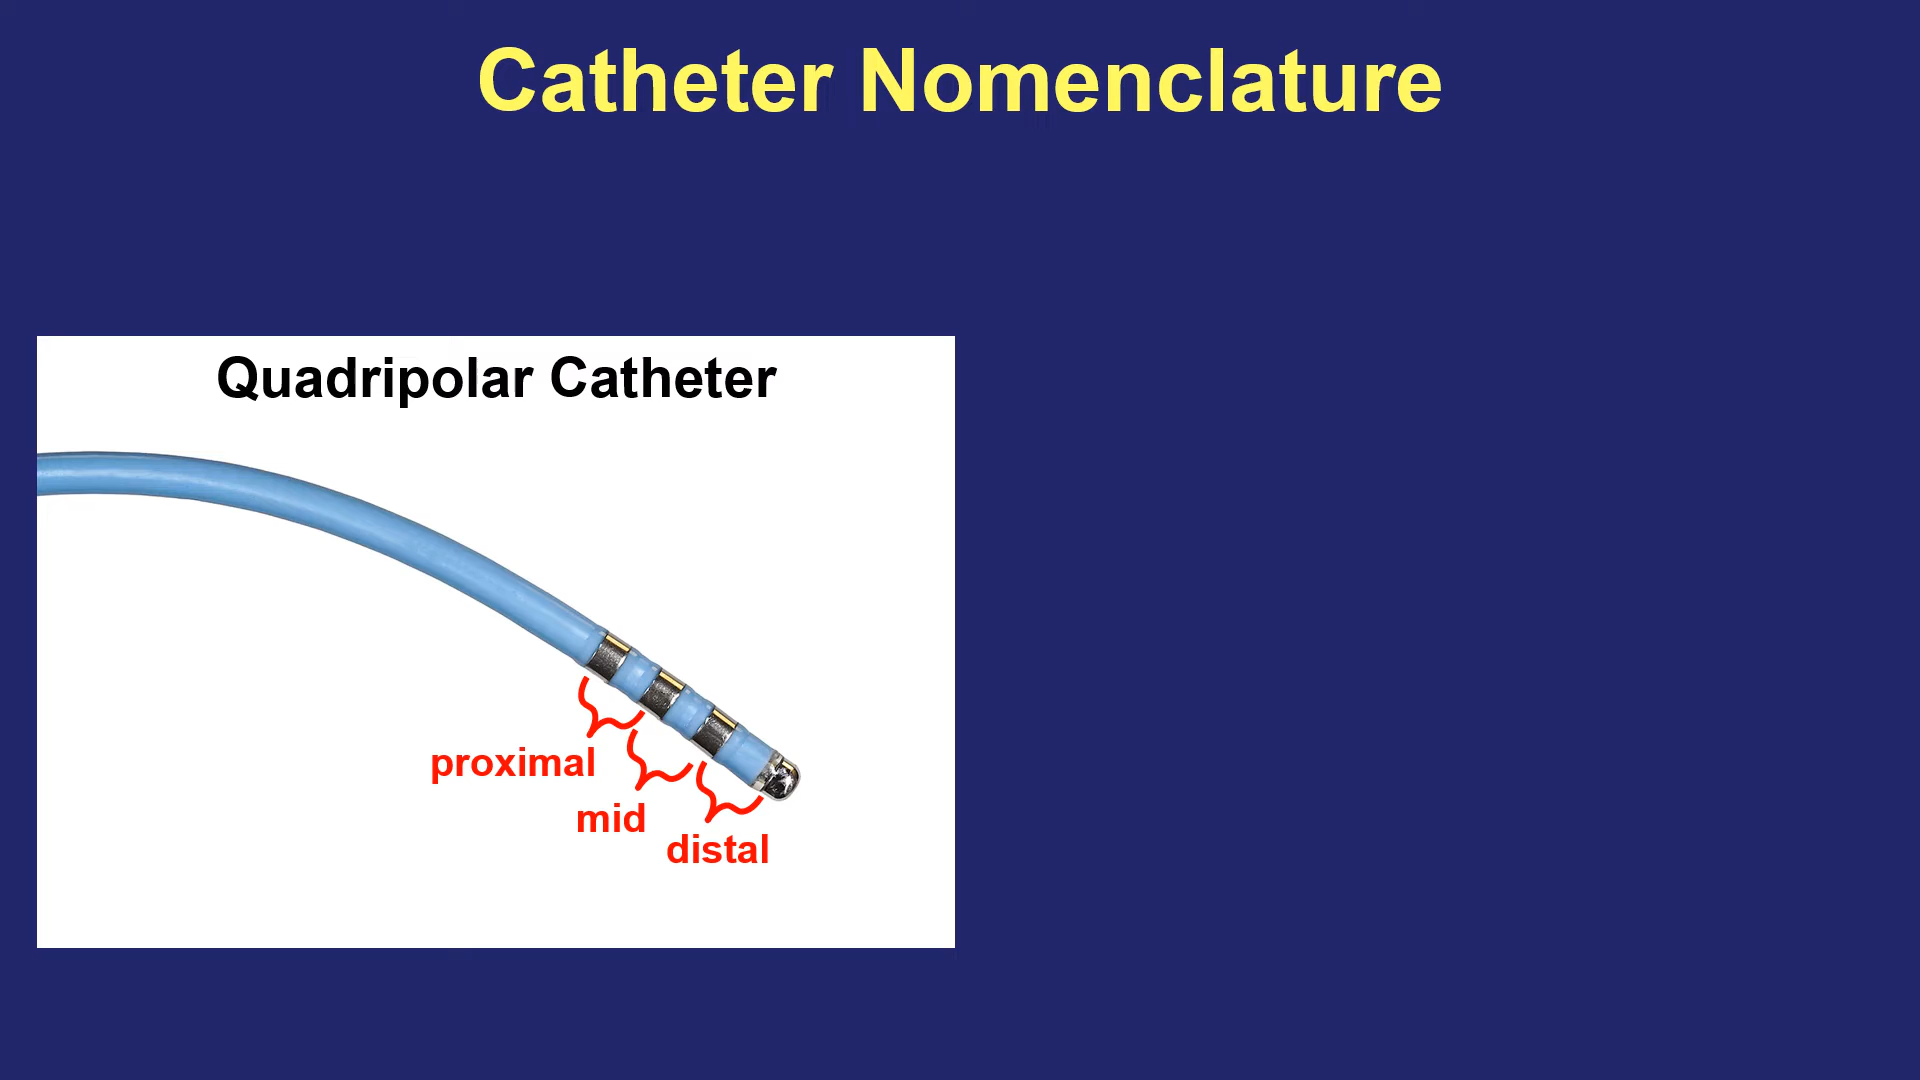 Catheter Nomenclature
Quadripolar Catheter
proximal
mid
distal